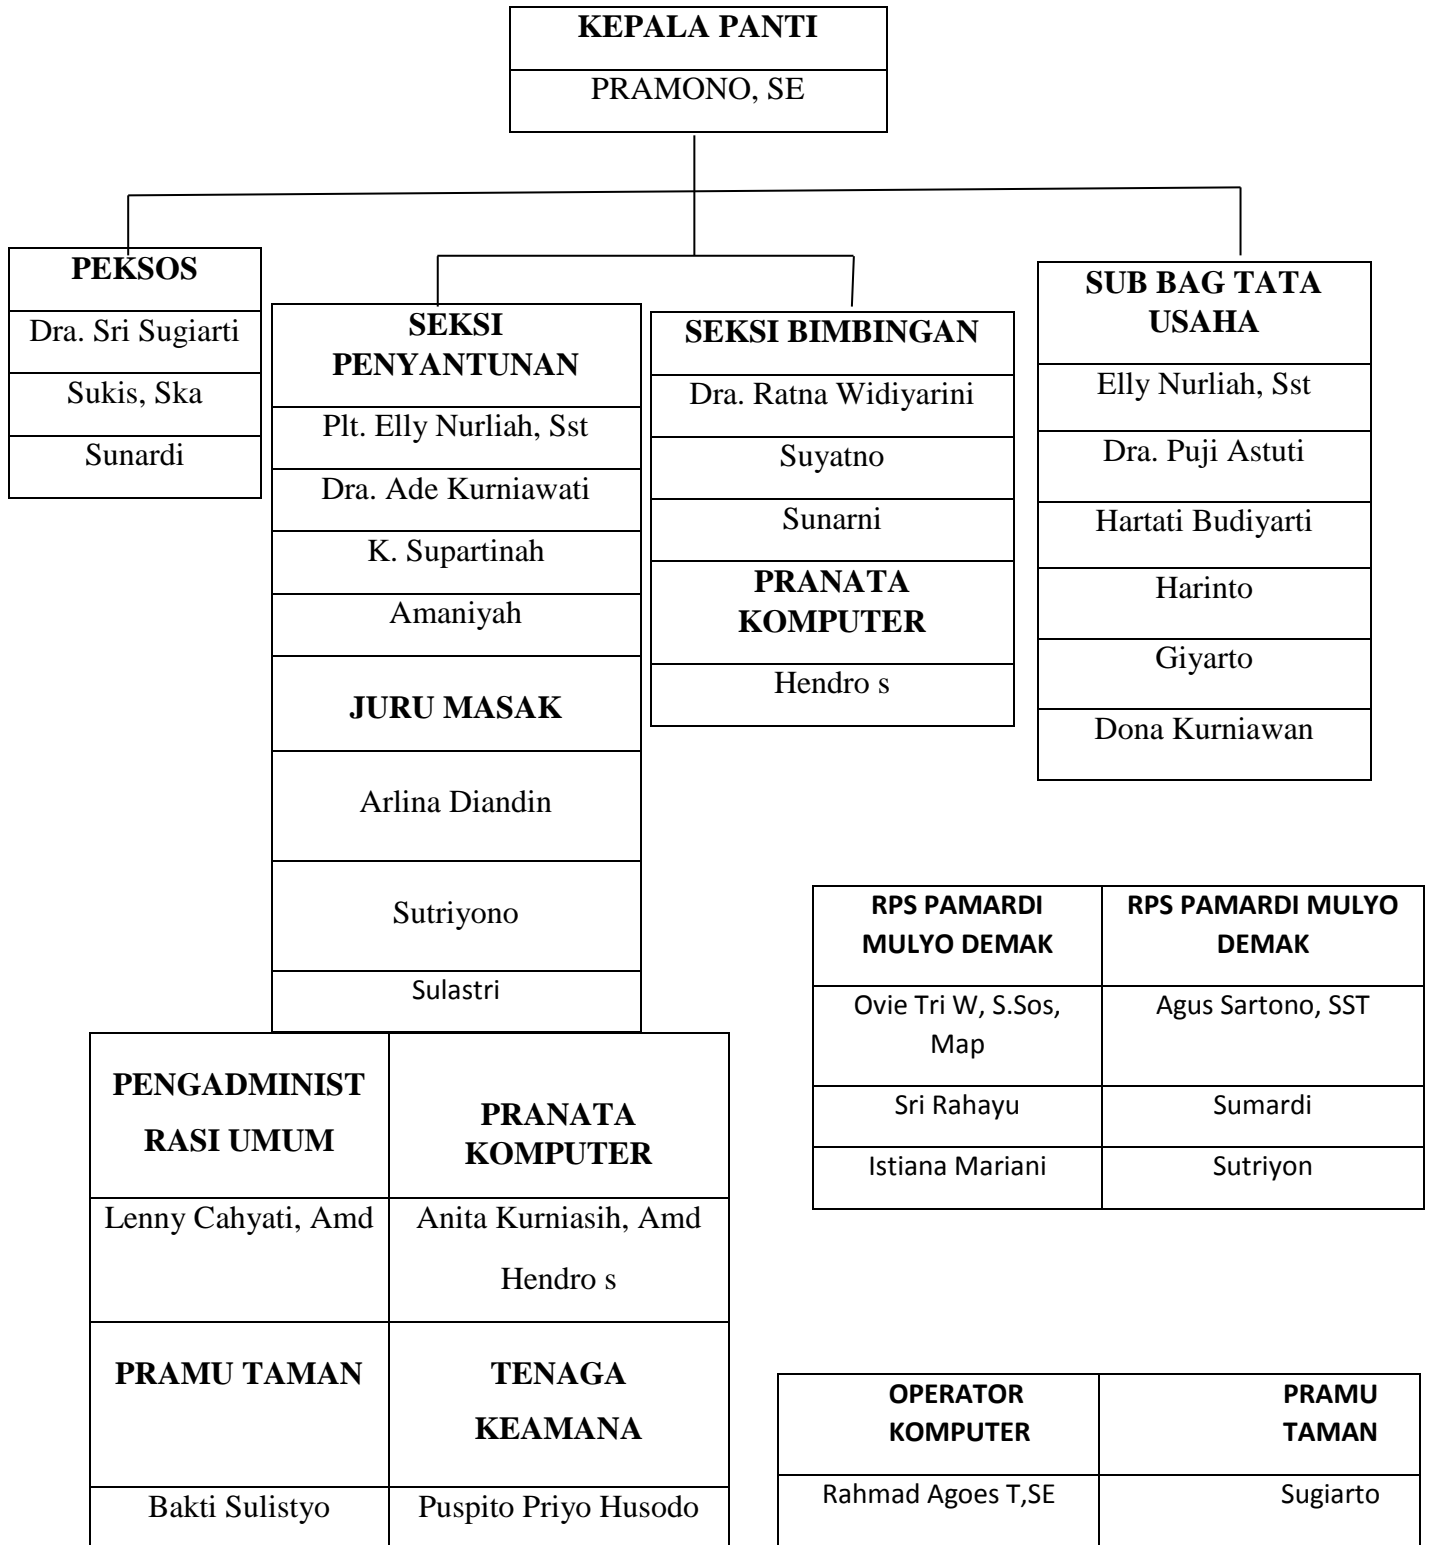 KEPALA PANTI
PRAMONO, SE
PEKSOS
Dra. Sri Sugiarti
Sukis, Ska
Sunardi
SEKSI
PENYANTUNAN
Plt. Elly Nurliah, Sst
Dra. Ade Kurniawati
K. Supartinah
Amaniyah
JURU MASAK
Arlina Diandin
Sutriyono
Sulastri
SEKSI BIMBINGAN
Dra. Ratna Widiyarini
Suyatno
Sunarni
PRANATA
KOMPUTER
Hendro s
SUB BAG TATA
USAHA
Elly Nurliah, Sst
Dra. Puji Astuti
Hartati Budiyarti
Harinto
Giyarto
Dona Kurniawan
RPS PAMARDI
MULYO DEMAK
RPS PAMARDI MULYO
DEMAK
Ovie Tri W, S.Sos,
Map
Agus Sartono, SST
Sri Rahayu
Sumardi
Istiana Mariani
Sutriyon
PENGADMINIST
RASI UMUM
PRANATA
KOMPUTER
Lenny Cahyati, Amd
Anita Kurniasih, Amd
Hendro s
PRAMU TAMAN
TENAGA
KEAMANA
Bakti Sulistyo
Puspito Priyo Husodo
OPERATOR
KOMPUTER
PRAMU
TAMAN
Rahmad Agoes T,SE
Sugiarto